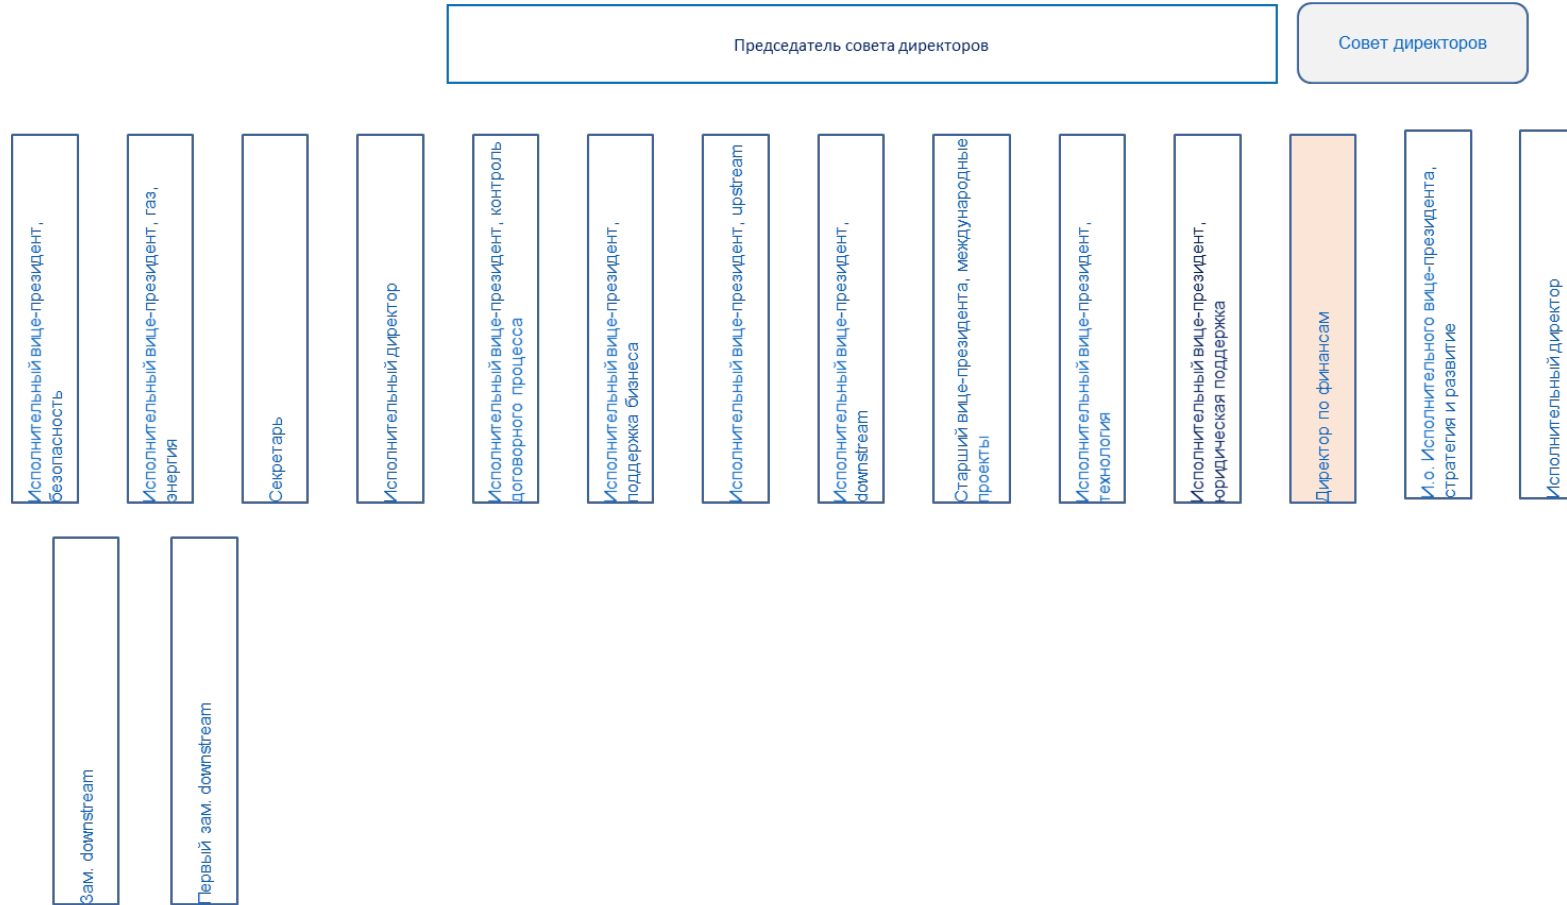 Председатель совета директоров
Совет директоров
Исполнительный вице-президент,
безопасность
Исполнительный вице-президент, газ,
энергия
Секретарь
Исполнительный директор
Исполнительный вице-президент, контроль
договорного процесса
Исполнительный вице-президент,
поддержка бизнеса
Исполнительный вице-президент, upstream
Исполнительный вице-президент,
downstream
Старший вице-президента, международные
проекты
Исполнительный вице-президент,
технология
Исполнительный вице-президент,
юридическая поддержка
Директор по финансам
И.о. Исполнительного вице-президента,
стратегия и развитие
Исполнительный директор
Зам. downstream
Первый зам. downstream